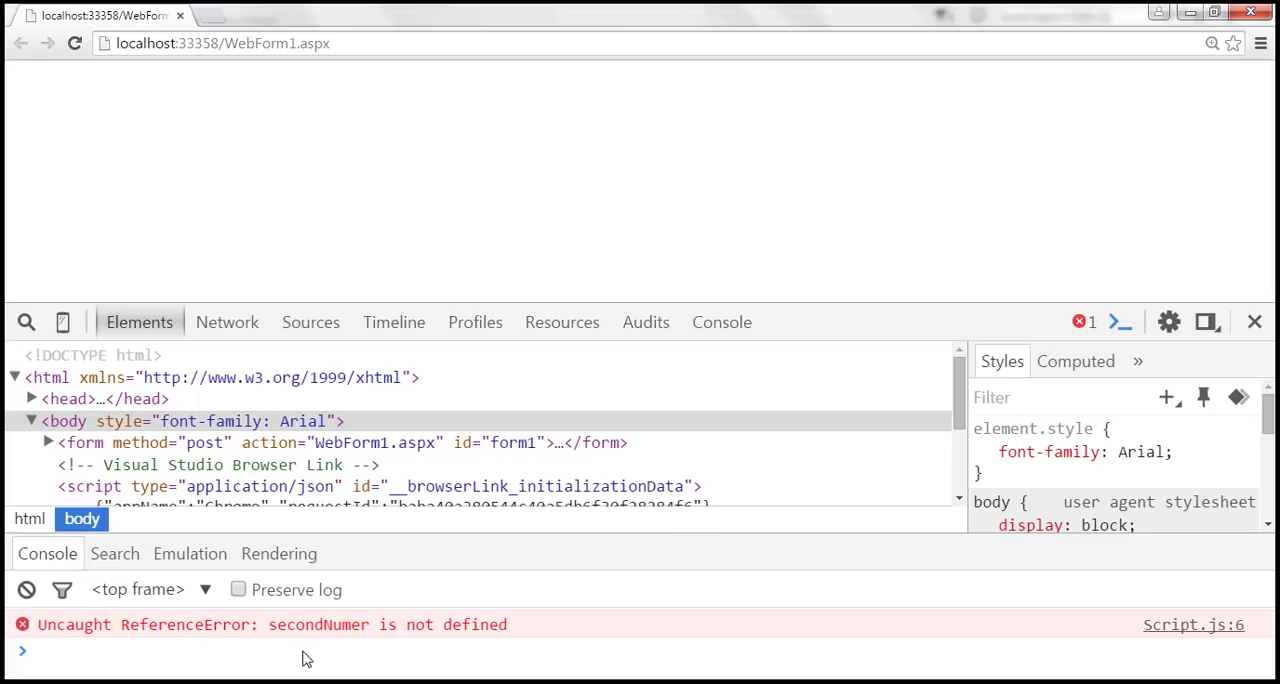 localhost:33358/WebForm
localhost:33358/WebForm1.aspx
Elements Network Sources Timeline Profiles Resources Audits Console 1
<!DOCTYPE html>
<html xmlns="http://www.w3.org/1999/xhtml">
<head>…</head>
<body style="font-family: Arial">
<form method="post" action="WebForm1.aspx" id="form1">…</form>
<!-- Visual Studio Browser Link -->
<script type="application/json" id="__browserLink_initializationData">
{"appName":"Chrome","requestId":
html body
Styles Computed »
Filter
element.style {
font-family: Arial;
}
body { user agent stylesheet
display: block;
Console Search Emulation Rendering
<top frame> ▼ Preserve log
Uncaught ReferenceError: secondNumer is not defined Script.js:6
>